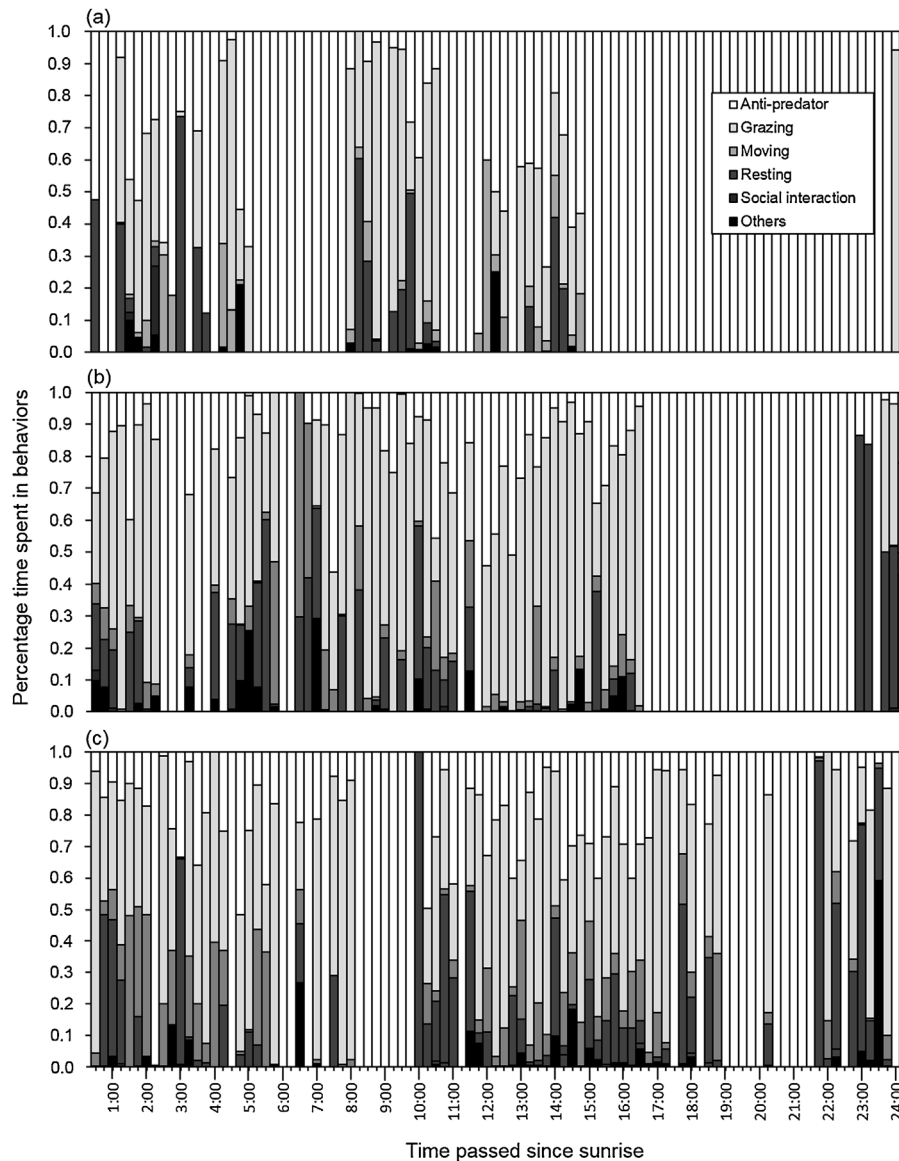 (a)
1.0
0.9
0.8
0.7
0.6
0.5
0.4
0.3
0.2
0.1
0.0
Anti-predator
Grazing
Moving
Resting
Social interaction
Others
(b)
1.0
0.9
0.8
0.7
0.6
0.5
0.4
0.3
0.2
0.1
0.0
Percentage time spent in behaviors
(c)
1.0
0.9
0.8
0.7
0.6
0.5
0.4
0.3
0.2
0.1
0.0
1:00 2:00 3:00 4:00 5:00 6:00 7:00 8:00 9:00 10:00 11:00 12:00 13:00 14:00 15:00 16:00 17:00 18:00 19:00 20:00 21:00 22:00 23:00 24:00
Time passed since sunrise